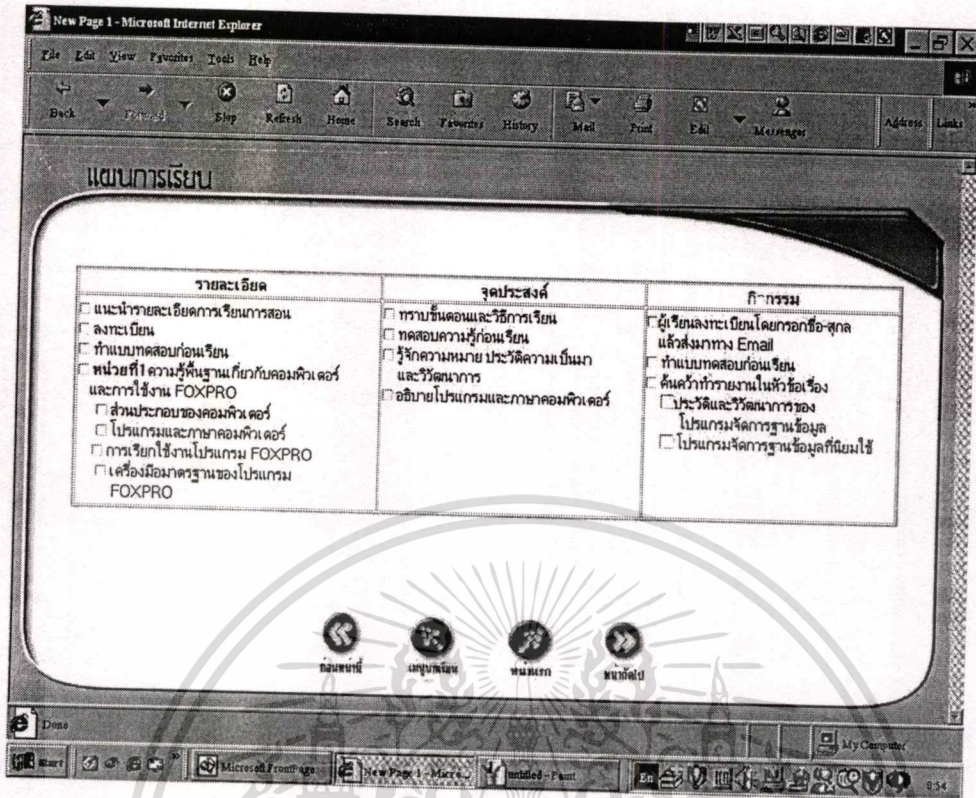 New Page 1 - Microsoft Internet Explorer
File Edit View Favorites Tools Help
Back Forward Stop Refresh Home Search Favorites History Mail Print Edit Messenger Address Links
แผนการเรียน
รายละเอียด
แนะนำรายละเอียดการเรียนการสอน
ลงทะเบียน
ทำแบบทดสอบก่อนเรียน
หน่วยที่1 ความรู้พื้นฐานเกี่ยวกับคอมพิวเตอร์
และการใช้งาน FOXPRO
ส่วนประกอบของคอมพิวเตอร์
โปรแกรมและภาษาคอมพิวเตอร์
การเรียกใช้งานโปรแกรม FOXPRO
เครื่องมือมาตรฐานของโปรแกรม
FOXPRO
จุดประสงค์
ทราบขั้นตอนและวิธีการเรียน
ทดสอบความรู้ก่อนเรียน
รู้จักความหมาย ประวัติความเป็นมา
และวิวัฒนาการ
อธิบายโปรแกรมและภาษาคอมพิวเตอร์
กิจกรรม
ผู้เรียนลงทะเบียนโดยกรอกชื่อ-สกุล
แล้วส่งมาทาง Email
ทำแบบทดสอบก่อนเรียน
ค้นคว้าทำรายงานในหัวข้อเรื่อง
ประวัติและวิวัฒนาการของ
โปรแกรมจัดการฐานข้อมูล
โปรแกรมจัดการฐานข้อมูลที่นิยมใช้
ก่อนหน้านี้ เมนูบทเรียน หน้าแรก หน้าถัดไป
Done My Computer
Start Microsoft FrontPage New Page 1 - Micro... untitled - Paint En 0:54